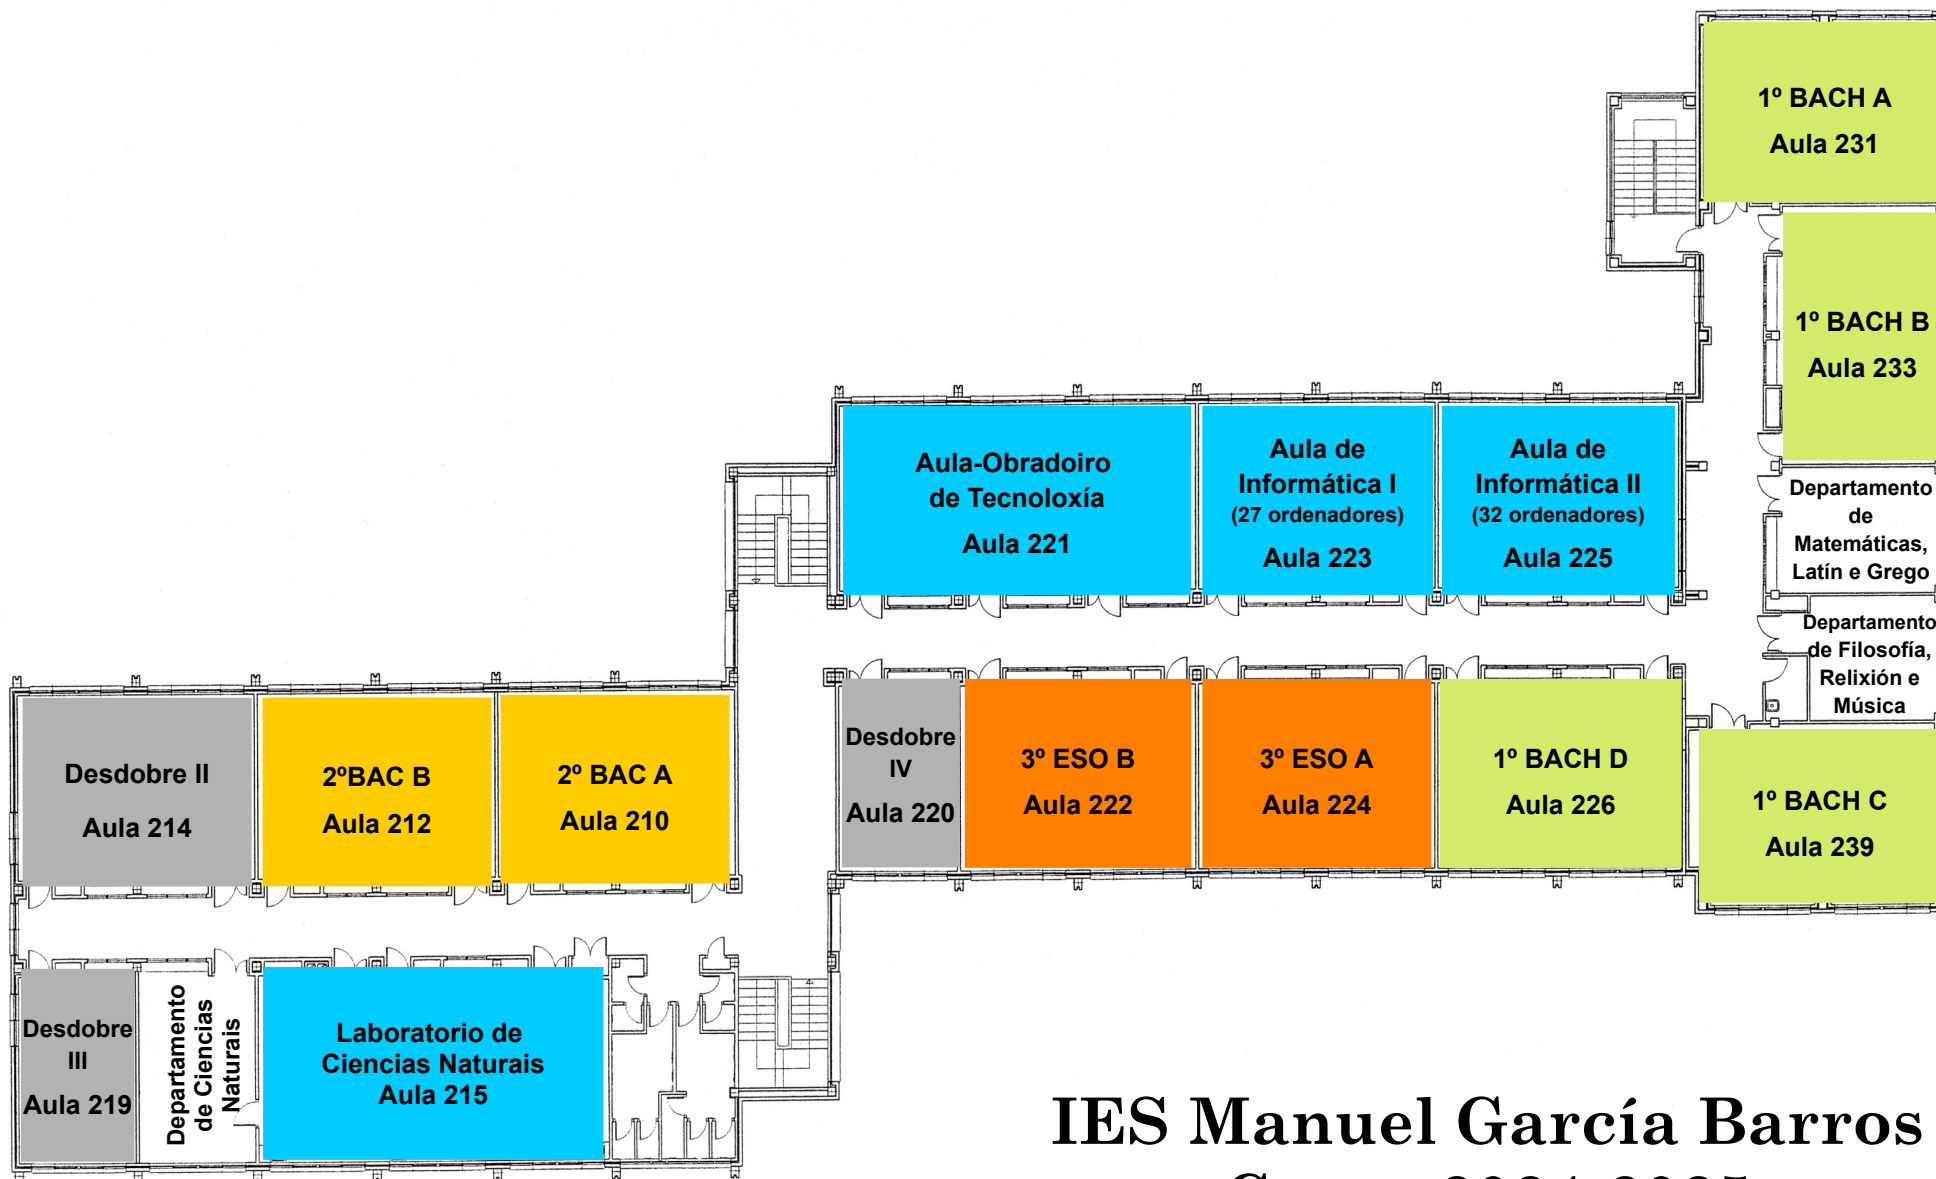 1º BACH A
Aula 231
1º BACH B
Aula 233
Departamento
de
Matemáticas,
Latín e Grego
Departamento
de Filosofía,
Relixión e
Música
1º BACH C
Aula 239
Aula-Obradoiro
de Tecnoloxía
Aula 221
Aula de
Informática I
(27 ordenadores)
Aula 223
Aula de
Informática II
(32 ordenadores)
Aula 225
Desdobre
IV
Aula 220
3º ESO B
Aula 222
3º ESO A
Aula 224
1º BACH D
Aula 226
Desdobre II
Aula 214
2ºBAC B
Aula 212
2º BAC A
Aula 210
Desdobre
III
Aula 219
Departamento
de Ciencias
Naturais
Laboratorio de
Ciencias Naturais
Aula 215
IES Manuel García Barros
2024-2025